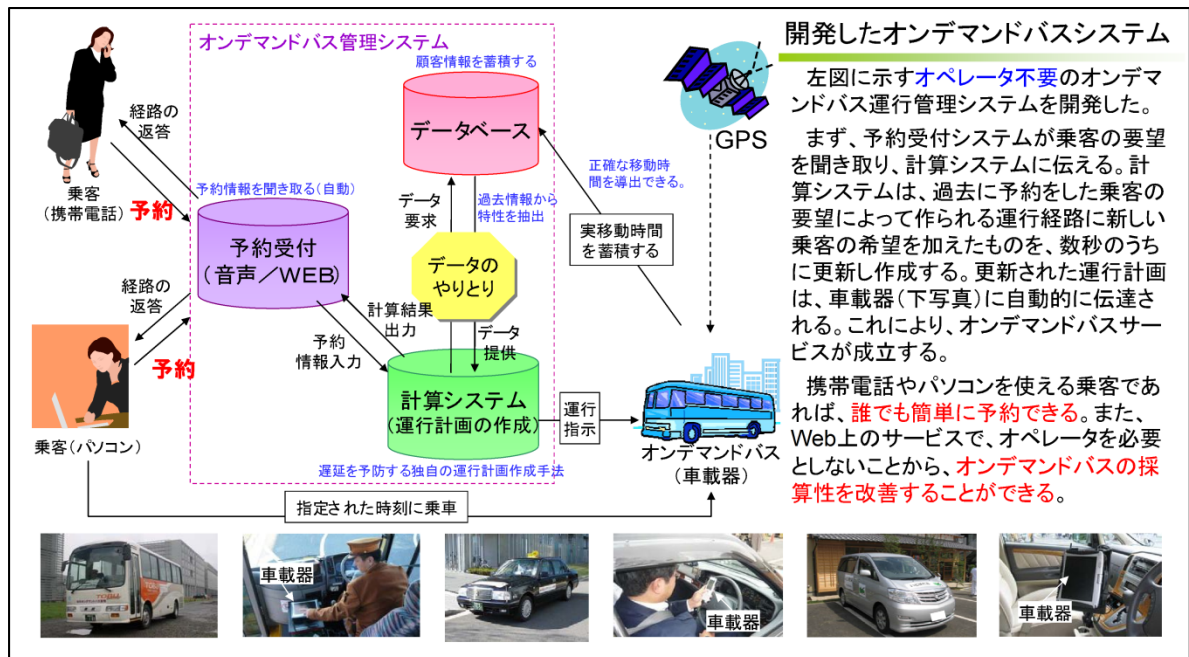 オンデマンドバス管理システム
顧客情報を蓄積する
データベース
経路の
返答
乗客
(携帯電話)
予約
予約情報を聞き取る(自動)
予約受付
(音声/WEB)
データ
要求
過去情報から
特性を抽出
データの
やりとり
正確な移動時
間を導出できる。
実移動時間
を蓄積する
GPS
経路の
返答
予約
乗客(パソコン)
計算結果
出力
予約
情報入力
データ
提供
計算システム
(運行計画の作成)
遅延を予防する独自の運行計画作成手法
運行
指示
オンデマンドバス
(車載器)
指定された時刻に乗車
開発したオンデマンドバスシステム
左図に示すオペレータ不要のオンデマ
ンドバス運行管理システムを開発した。
まず、予約受付システムが乗客の要望
を聞き取り、計算システムに伝える。計
算システムは、過去に予約をした乗客の
要望によって作られる運行経路に新しい
乗客の希望を加えたものを、数秒のうち
に更新し作成する。更新された運行計画
は、車載器(下写真)に自動的に伝達さ
れる。これにより、オンデマンドバスサー
ビスが成立する。
携帯電話やパソコンを使える乗客であ
れば、誰でも簡単に予約できる。また、
Web上のサービスで、オペレータを必要
としないことから、オンデマンドバスの採
算性を改善することができる。
TOBU
車載器
車載器
車載器